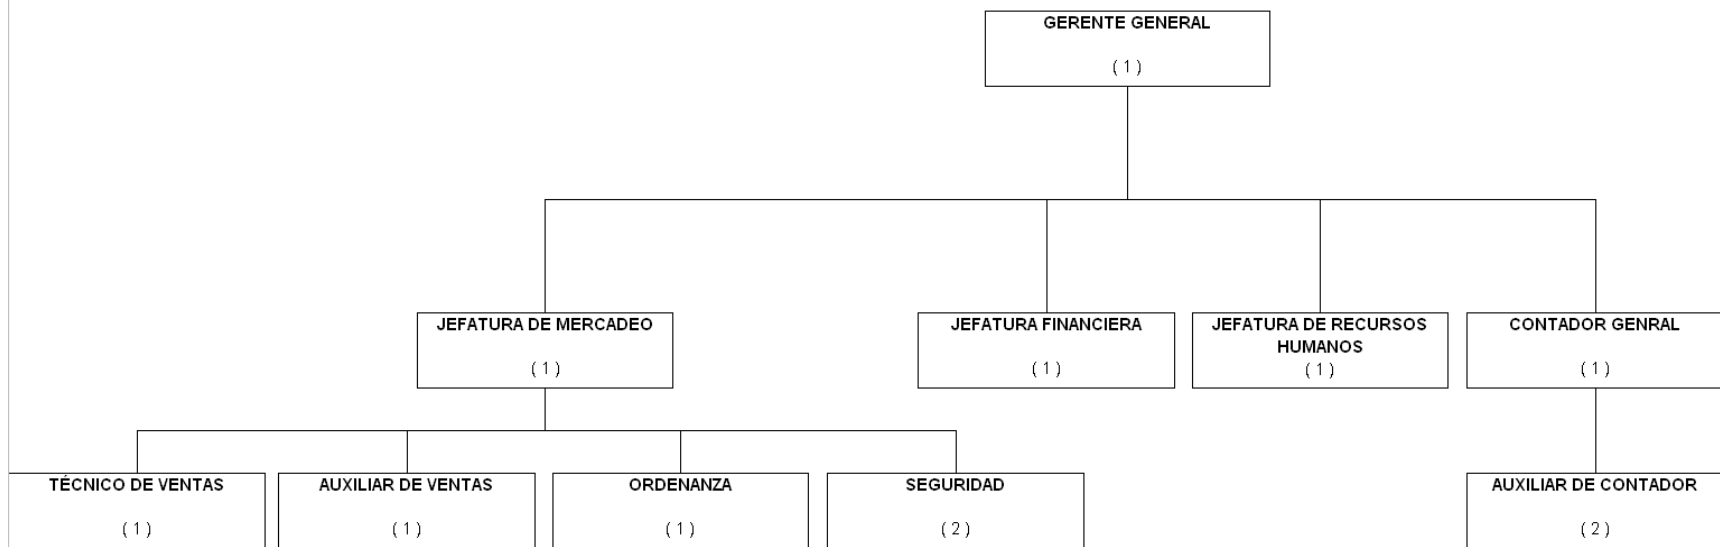 GERENTE GENERAL
( 1 )
JEFATURA DE MERCADEO
( 1 )
JEFATURA FINANCIERA
( 1 )
JEFATURA DE RECURSOS
HUMANOS
( 1 )
CONTADOR GENRAL
( 1 )
TÉCNICO DE VENTAS
( 1 )
AUXILIAR DE VENTAS
( 1 )
ORDENANZA
( 1 )
SEGURIDAD
( 2 )
AUXILIAR DE CONTADOR
( 2 )